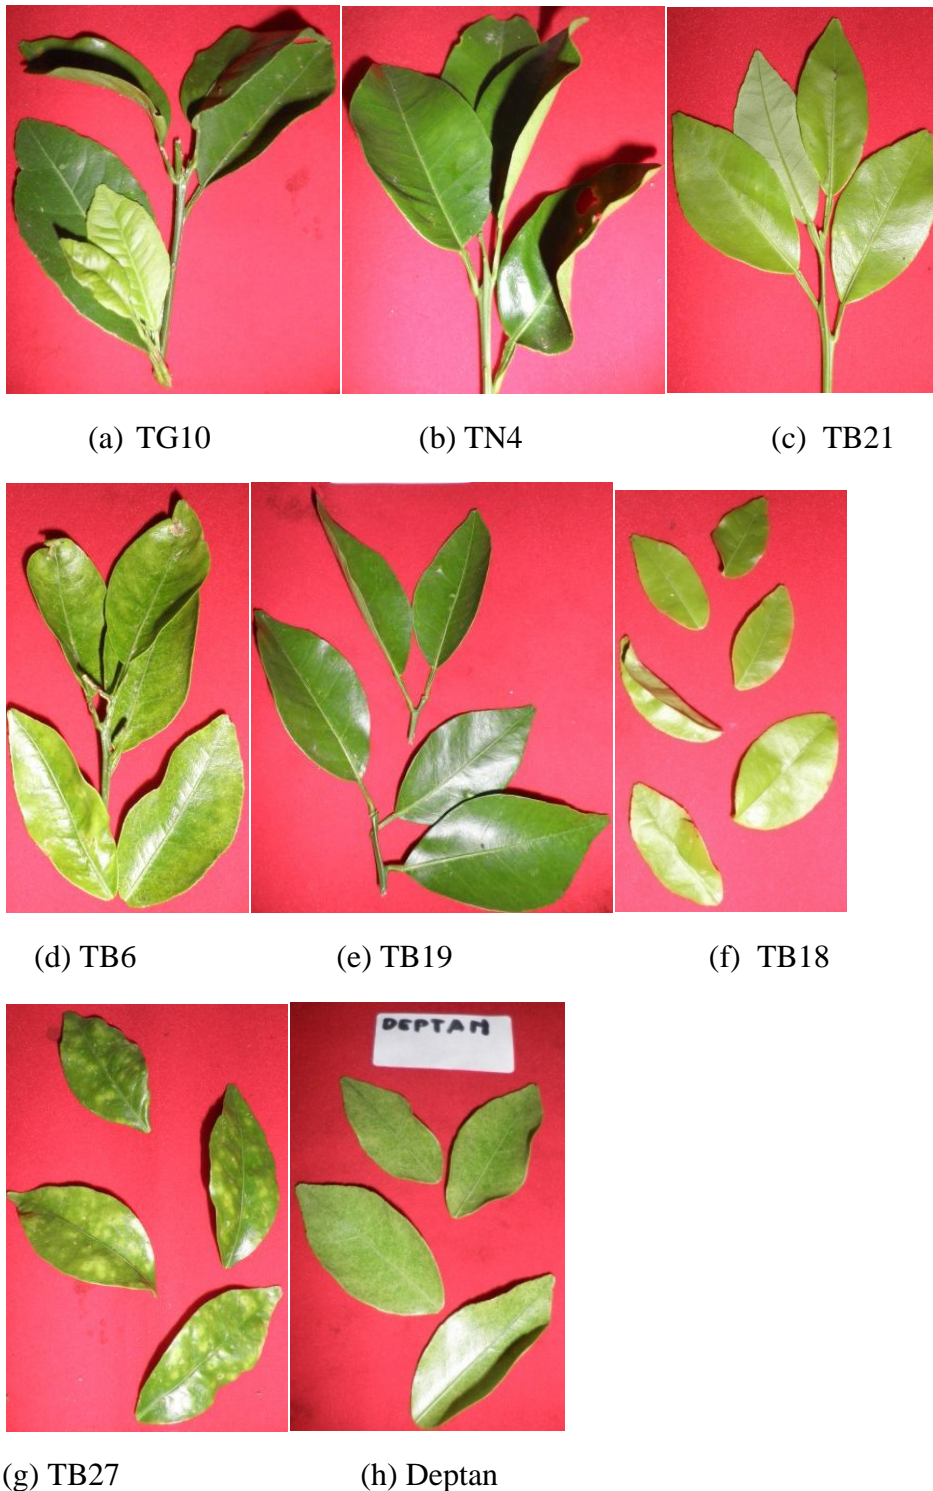 (a) TG10
(b) TN4
(c) TB21
(d) TB6
(e) TB19
(f) TB18
DEPTAN
(g) TB27
(h) Deptan